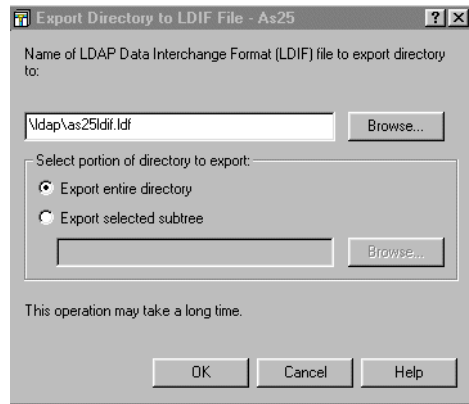 Export Directory to LDIF File - As25
Name of LDAP Data Interchange Format (LDIF) file to export directory
to:
\ldap\as25ldif.ldf
Browse...
Select portion of directory to export:
Export entire directory
Export selected subtree
Browse...
This operation may take a long time.
OK Cancel Help